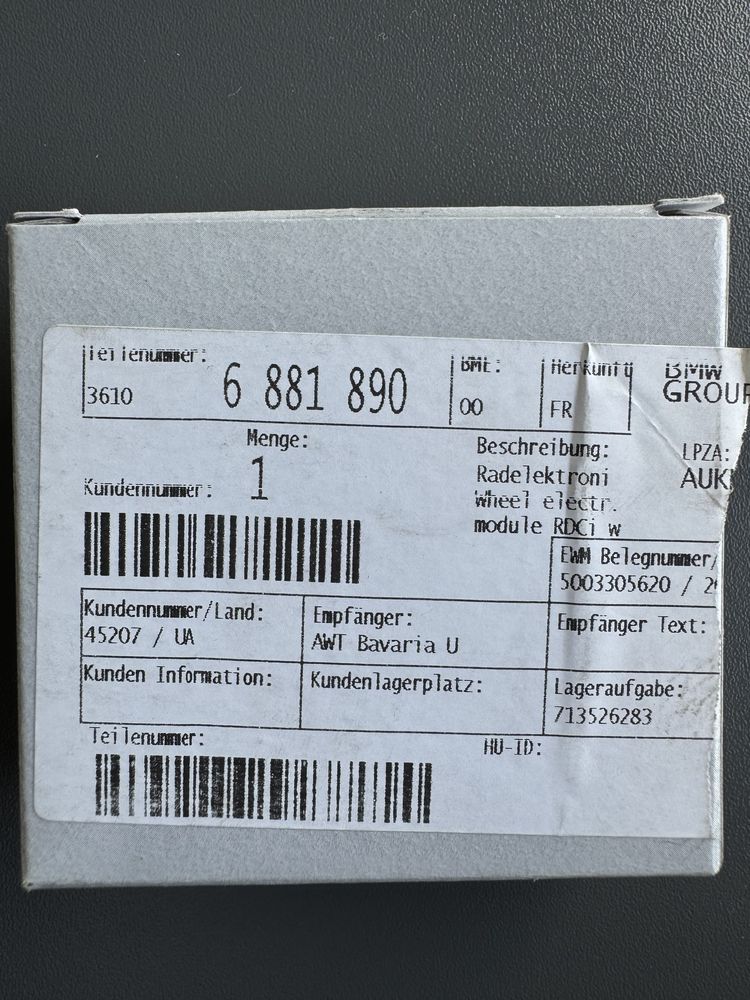 Teilenummer:
3610
6 881 890
BME:
00
Herkunft
FR
BMW
GROUP
Menge:
1
Kundennummer:
Beschreibung:
Radelektroni
Wheel electr.
module RDCi w
LPZA:
EWM Belegnummer/
5003305620 /
Kundennummer/Land:
45207 / UA
Empfänger:
AWT Bavaria U
Empfänger Text:
Kunden Information:
Kundenlagerplatz:
Lageraufgabe:
713526283
Teilenummer:
HU-ID: